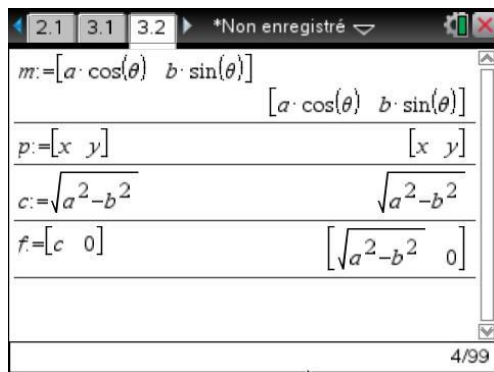 2.1 3.1 3.2 *Non enregistré
m:=[a·cos(θ) b·sin(θ)]
[a·cos(θ) b·sin(θ)]
p:=[x y]
[x y]
c:=√(a²−b²)
√(a²−b²)
f:=[c 0]
[√(a²−b²) 0]
4/99